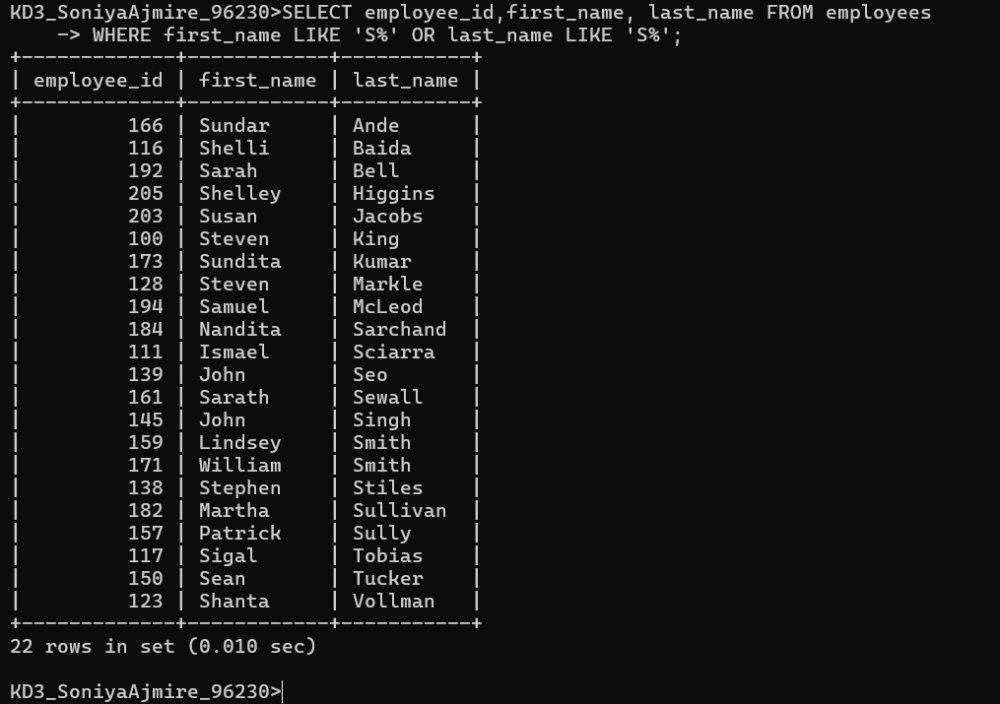 KD3_SoniyaAjmire_96230>SELECT employee_id,first_name, last_name FROM employees
    -> WHERE first_name LIKE 'S%' OR last_name LIKE 'S%';
+-------------+------------+-----------+
| employee_id | first_name | last_name |
+-------------+------------+-----------+
|         166 | Sundar     | Ande      |
|         116 | Shelli     | Baida     |
|         192 | Sarah      | Bell      |
|         205 | Shelley    | Higgins   |
|         203 | Susan      | Jacobs    |
|         100 | Steven     | King      |
|         173 | Sundita    | Kumar     |
|         128 | Steven     | Markle    |
|         194 | Samuel     | McLeod    |
|         184 | Nandita    | Sarchand  |
|         111 | Ismael     | Sciarra   |
|         139 | John       | Seo       |
|         161 | Sarath     | Sewall    |
|         145 | John       | Singh     |
|         159 | Lindsey    | Smith     |
|         171 | William    | Smith     |
|         138 | Stephen    | Stiles    |
|         182 | Martha     | Sullivan  |
|         157 | Patrick    | Sully     |
|         117 | Sigal      | Tobias    |
|         150 | Sean       | Tucker    |
|         123 | Shanta     | Vollman   |
+-------------+------------+-----------+
22 rows in set (0.010 sec)

KD3_SoniyaAjmire_96230>